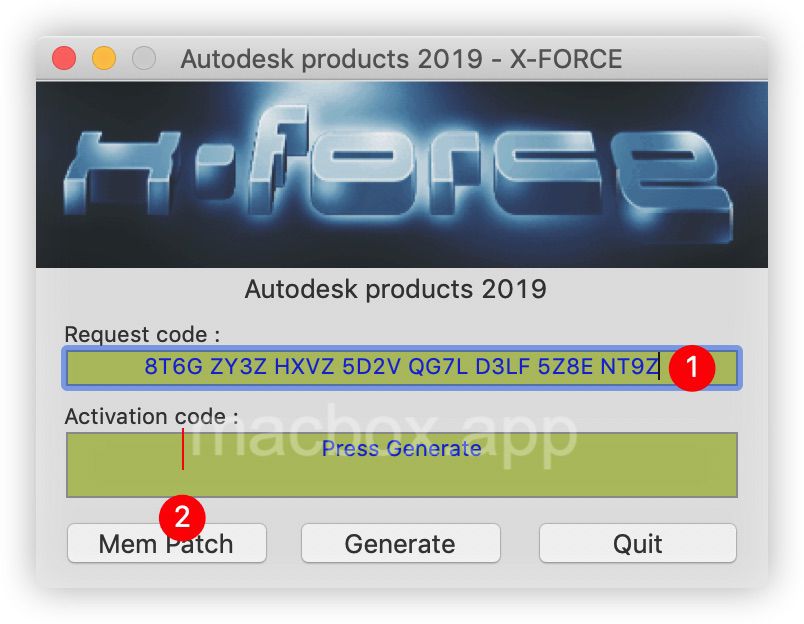 Autodesk products 2019 - X-FORCE
x-force
Autodesk products 2019
Request code :
8T6G ZY3Z HXVZ 5D2V QG7L D3LF 5Z8E NT9Z 1
Activation code :
macbox.app
Press Generate
2
Mem Patch Generate Quit